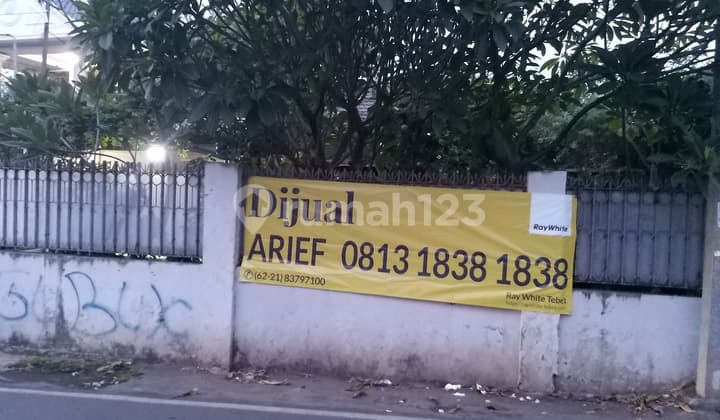 Dijual
rumah123
RayWhite
ARIEF 0813 1838 1838
(62-21) 83797100
Ray White Tebet